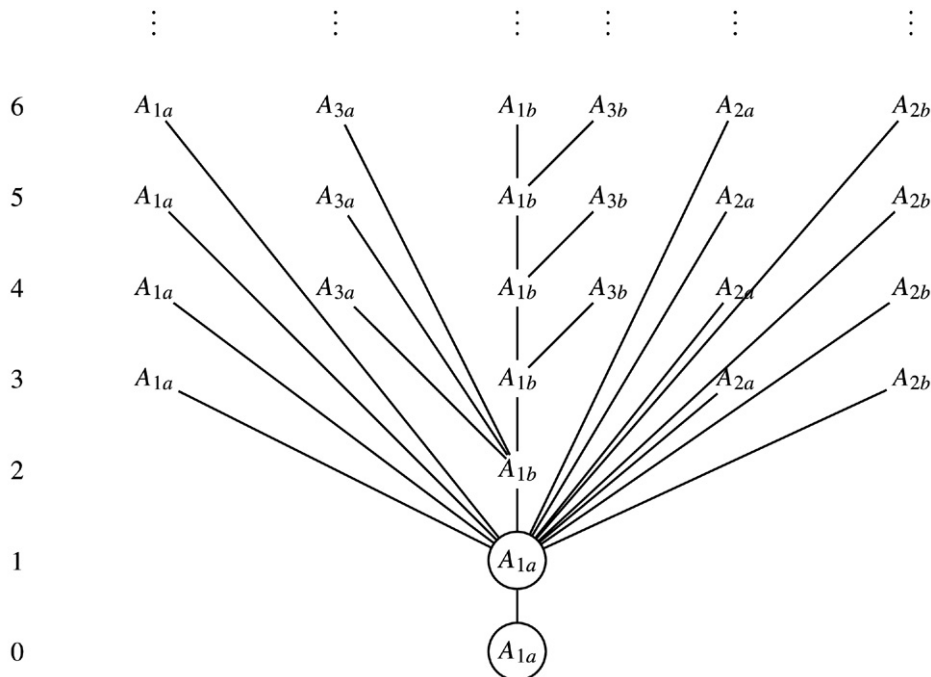 ⋮ ⋮ ⋮ ⋮ ⋮ ⋮
6 A1a A3a A1b A3b A2a A2b
5 A1a A3a A1b A3b A2a A2b
4 A1a A3a A1b A3b A2a A2b
3 A1a A1b A2a A2b
2 A1b
1 A1a
0 A1a